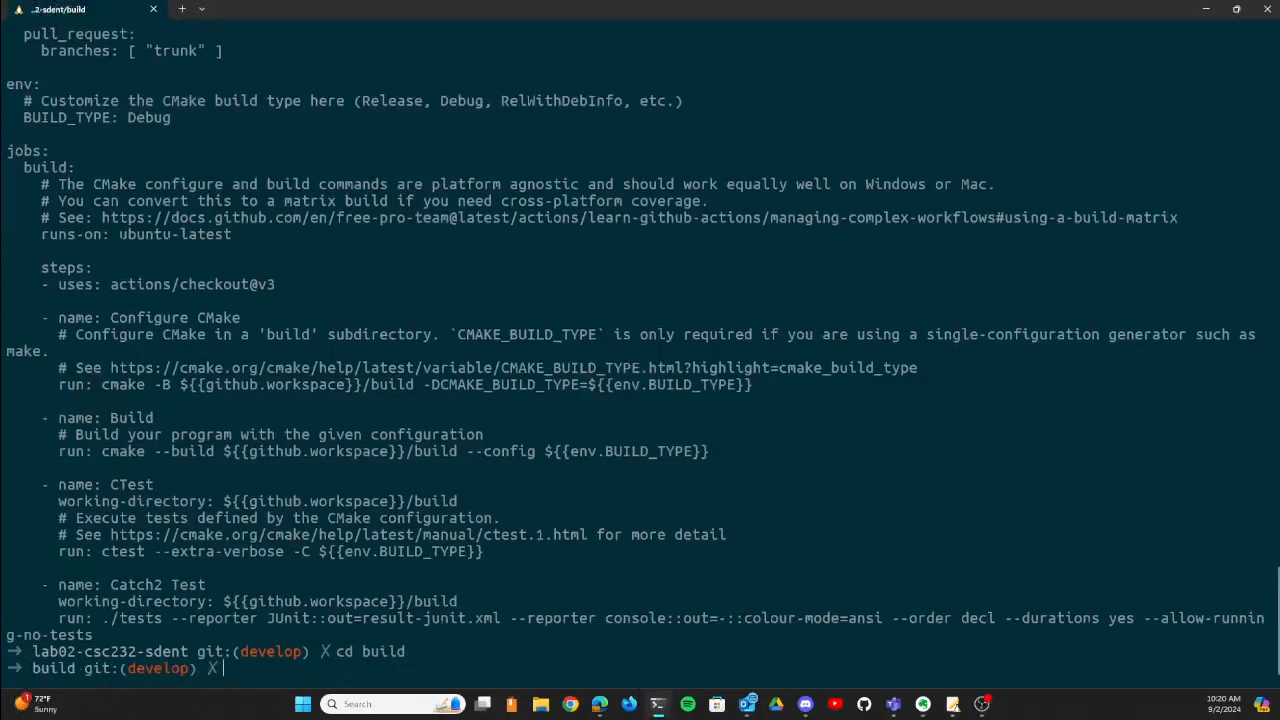 ..2-sdent/build
pull_request:
branches: [ "trunk" ]
env:
# Customize the CMake build type here (Release, Debug, RelWithDebInfo, etc.)
BUILD_TYPE: Debug
jobs:
build:
# The CMake configure and build commands are platform agnostic and should work equally well on Windows or Mac.
# You can convert this to a matrix build if you need cross-platform coverage.
# See: https://docs.github.com/en/free-pro-team@latest/actions/learn-github-actions/managing-complex-workflows#using-a-build-matrix
runs-on: ubuntu-latest
steps:
- uses: actions/checkout@v3
- name: Configure CMake
# Configure CMake in a 'build' subdirectory. `CMAKE_BUILD_TYPE` is only required if you are using a single-configuration generator such as
make.
# See https://cmake.org/cmake/help/latest/variable/CMAKE_BUILD_TYPE.html?highlight=cmake_build_type
run: cmake -B ${{github.workspace}}/build -DCMAKE_BUILD_TYPE=${{env.BUILD_TYPE}}
- name: Build
# Build your program with the given configuration
run: cmake --build ${{github.workspace}}/build --config ${{env.BUILD_TYPE}}
- name: CTest
working-directory: ${{github.workspace}}/build
# Execute tests defined by the CMake configuration.
# See https://cmake.org/cmake/help/latest/manual/ctest.1.html for more detail
run: ctest --extra-verbose -C ${{env.BUILD_TYPE}}
- name: Catch2 Test
working-directory: ${{github.workspace}}/build
run: ./tests --reporter JUnit::out=result-junit.xml --reporter console::out=-::colour-mode=ansi --order decl --durations yes --allow-runnin
g-no-tests
➜ lab02-csc232-sdent git:(develop) ✗ cd build
➜ build git:(develop) ✗
72°F
Sunny
Search
10:20 AM
9/2/2024